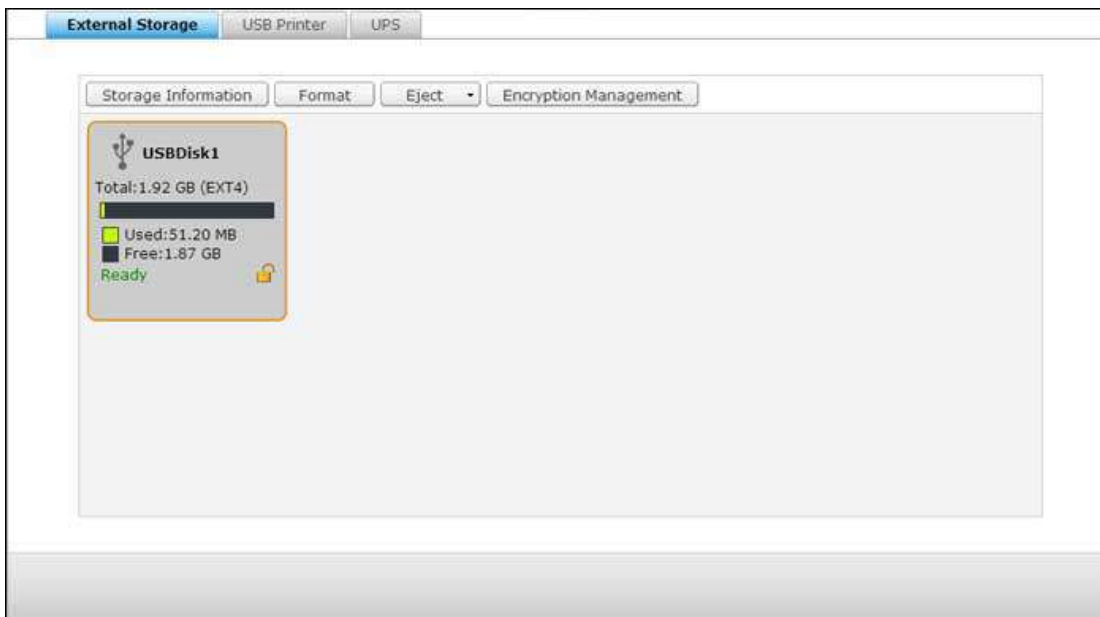 External Storage USB Printer UPS
Storage Information Format Eject Encryption Management
USBDisk1
Total:1.92 GB (EXT4)
Used:51.20 MB
Free:1.87 GB
Ready